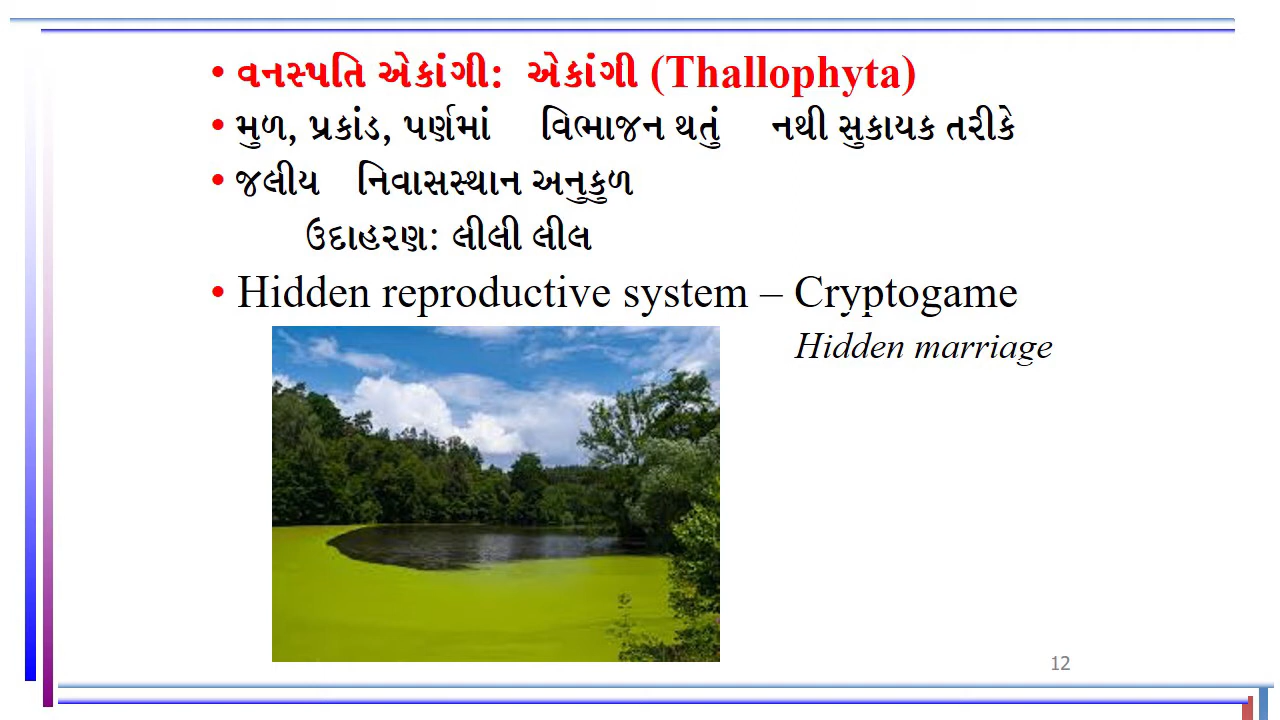 • વનસ્પતિ એકાંગી: એકાંગી (Thallophyta)
• મુળ, પ્રકાંડ, પર્ણમાં વિભાજન થતું નથી સુકાયક તરીકે
• જલીય નિવાસસ્થાન અનુકુળ
ઉદાહરણ: લીલી લીલ
• Hidden reproductive system – Cryptogame
Hidden marriage
12